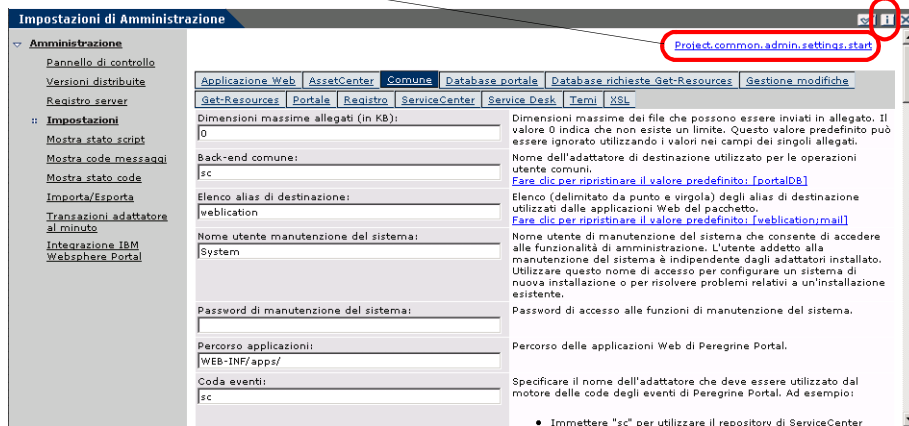 Impostazioni di Amministrazione
Project.common.admin.settings.start
Amministrazione
Pannello di controllo
Versioni distribuite
Registro server
Impostazioni
Mostra stato script
Mostra code messaggi
Mostra stato code
Importa/Esporta
Transazioni adattatore
al minuto
Integrazione IBM
Websphere Portal
Applicazione Web AssetCenter Comune Database portale Database richieste Get-Resources Gestione modifiche
Get-Resources Portale Registro ServiceCenter Service Desk Temi XSL
Dimensioni massime allegati (in KB):
0
Dimensioni massime dei file che possono essere inviati in allegato. Il
valore 0 indica che non esiste un limite. Questo valore predefinito può
essere ignorato utilizzando i valori nei campi dei singoli allegati.
Back-end comune:
sc
Nome dell'adattatore di destinazione utilizzato per le operazioni
utente comuni.
Fare clic per ripristinare il valore predefinito: [portalDB]
Elenco alias di destinazione:
weblication
Elenco (delimitato da punto e virgola) degli alias di destinazione
utilizzati dalle applicazioni Web del pacchetto.
Fare clic per ripristinare il valore predefinito: [weblication;mail]
Nome utente manutenzione del sistema:
System
Nome utente di manutenzione del sistema che consente di accedere
alle funzionalità di amministrazione. L'utente addetto alla
manutenzione del sistema è indipendente dagli adattatori installato.
Utilizzare questo nome di accesso per configurare un sistema di
nuova installazione o per risolvere problemi relativi a un'installazione
esistente.
Password di manutenzione del sistema:
Password di accesso alle funzioni di manutenzione del sistema.
Percorso applicazioni:
WEB-INF/apps/
Percorso delle applicazioni Web di Peregrine Portal.
Coda eventi:
sc
Specificare il nome dell'adattatore che deve essere utilizzato dal
motore delle code degli eventi di Peregrine Portal. Ad esempio:
• Immettere "sc" per utilizzare il repository di ServiceCenter